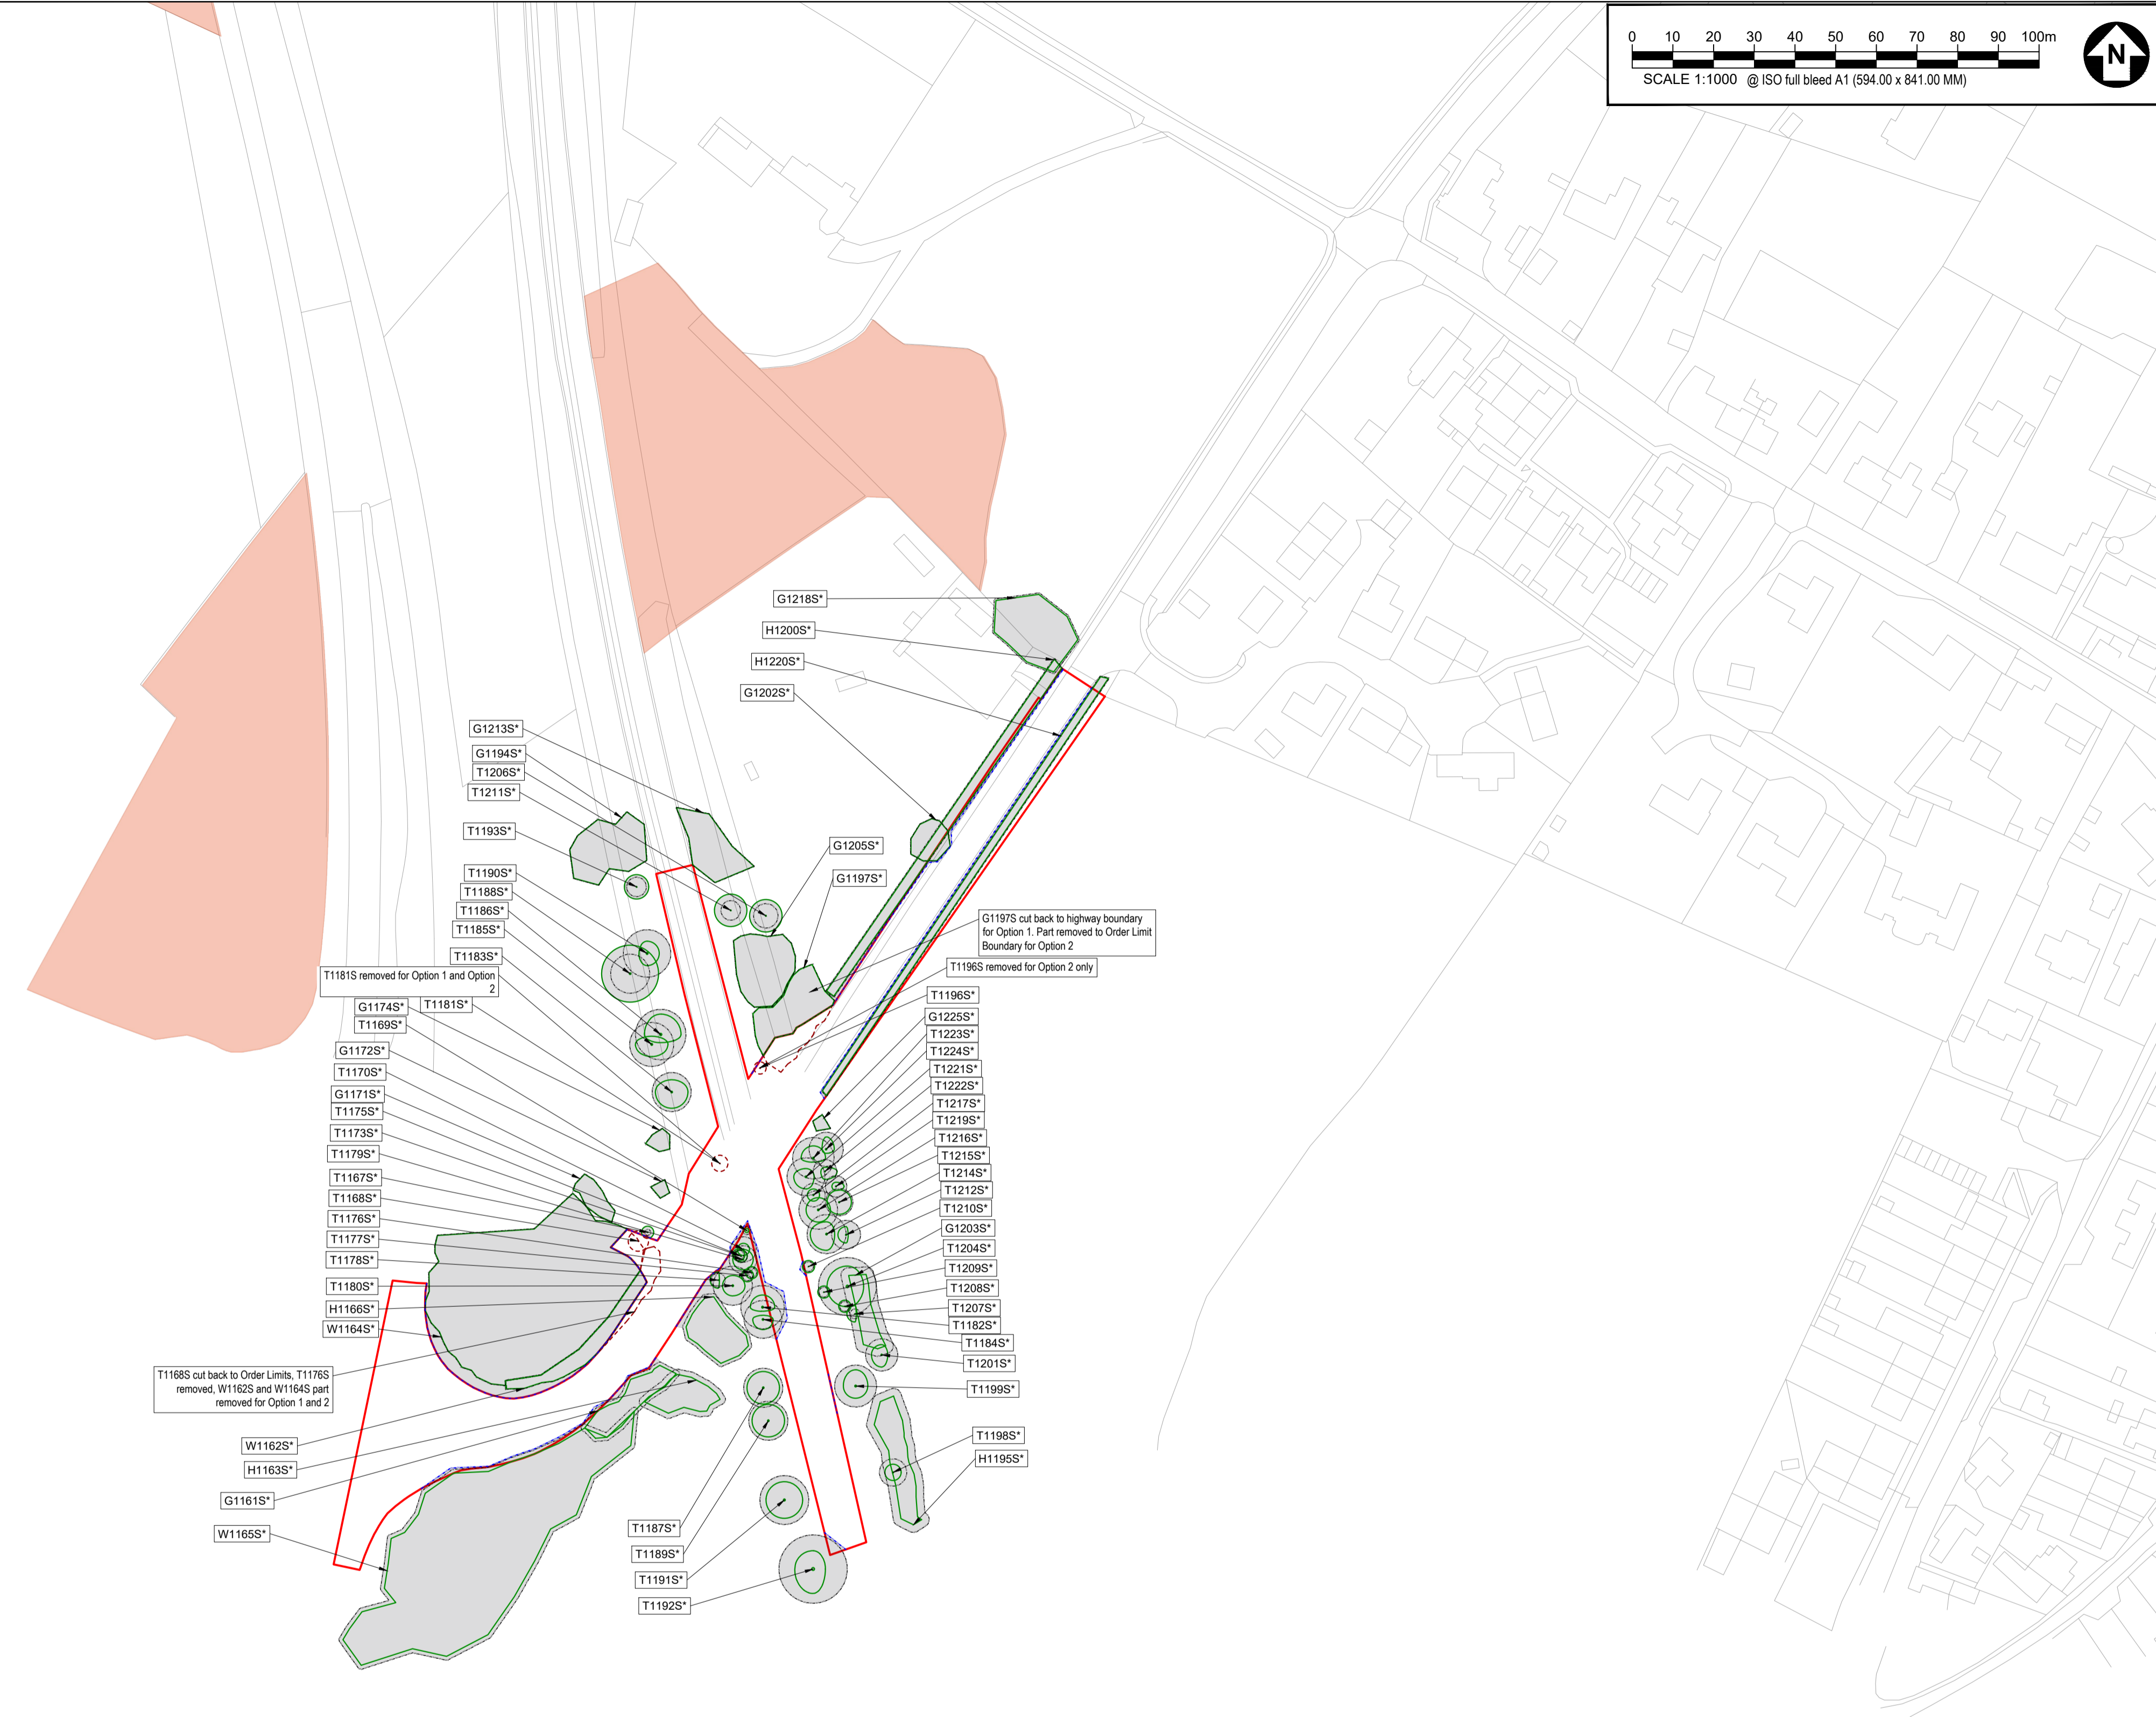 0 10 20 30 40 50 60 70 80 90 100m
SCALE 1:1000 @ ISO full bleed A1 (594.00 x 841.00 MM)
N
G1218S*
H1200S*
H1220S*
G1202S*
G1213S*
G1194S*
T1206S*
T1211S*
T1193S*
G1205S*
G1197S*
T1190S*
T1188S*
T1186S*
T1185S*
T1183S*
G1197S cut back to highway boundary
for Option 1. Part removed to Order Limit
Boundary for Option 2
T1196S removed for Option 2 only
T1181S removed for Option 1 and Option
2
T1181S*
G1174S*
T1169S*
G1172S*
T1170S*
G1171S*
T1175S*
T1173S*
T1179S*
T1167S*
T1168S*
T1176S*
T1177S*
T1178S*
T1180S*
H1166S*
W1164S*
T1168S cut back to Order Limits, T1176S
removed, W1162S and W1164S part
removed for Option 1 and 2
W1162S*
H1163S*
G1161S*
W1165S*
T1196S*
G1225S*
T1223S*
T1224S*
T1221S*
T1222S*
T1217S*
T1219S*
T1216S*
T1215S*
T1214S*
T1212S*
T1210S*
G1203S*
T1204S*
T1209S*
T1208S*
T1207S*
T1182S*
T1184S*
T1201S*
T1199S*
T1198S*
H1195S*
T1187S*
T1189S*
T1191S*
T1192S*